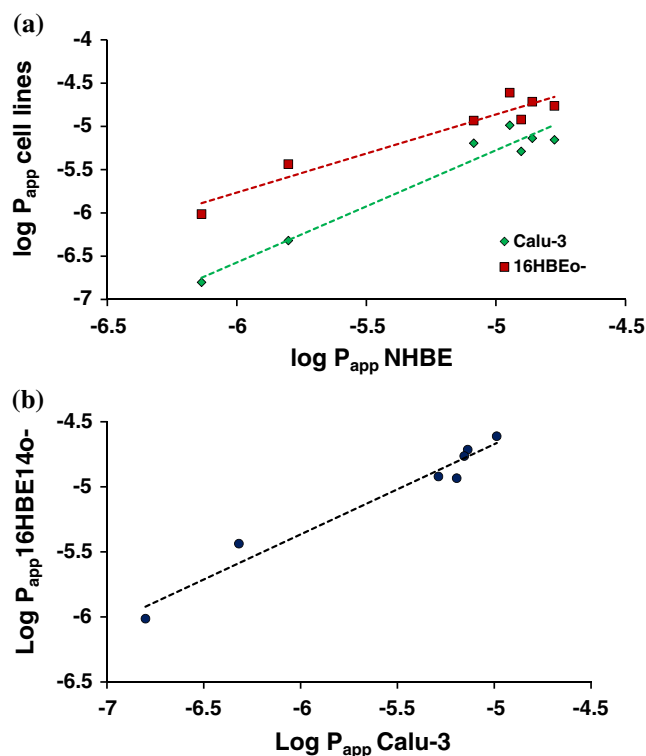 (a)
-4
-4.5
-5
-5.5
-6
-6.5
-7
log Papp cell lines
Calu-3
16HBEo-
-6.5 -6 -5.5 -5 -4.5
log Papp NHBE
(b)
-4.5
-5
-5.5
-6
-6.5
Log Papp16HBE14o-
-7 -6.5 -6 -5.5 -5 -4.5
Log Papp Calu-3